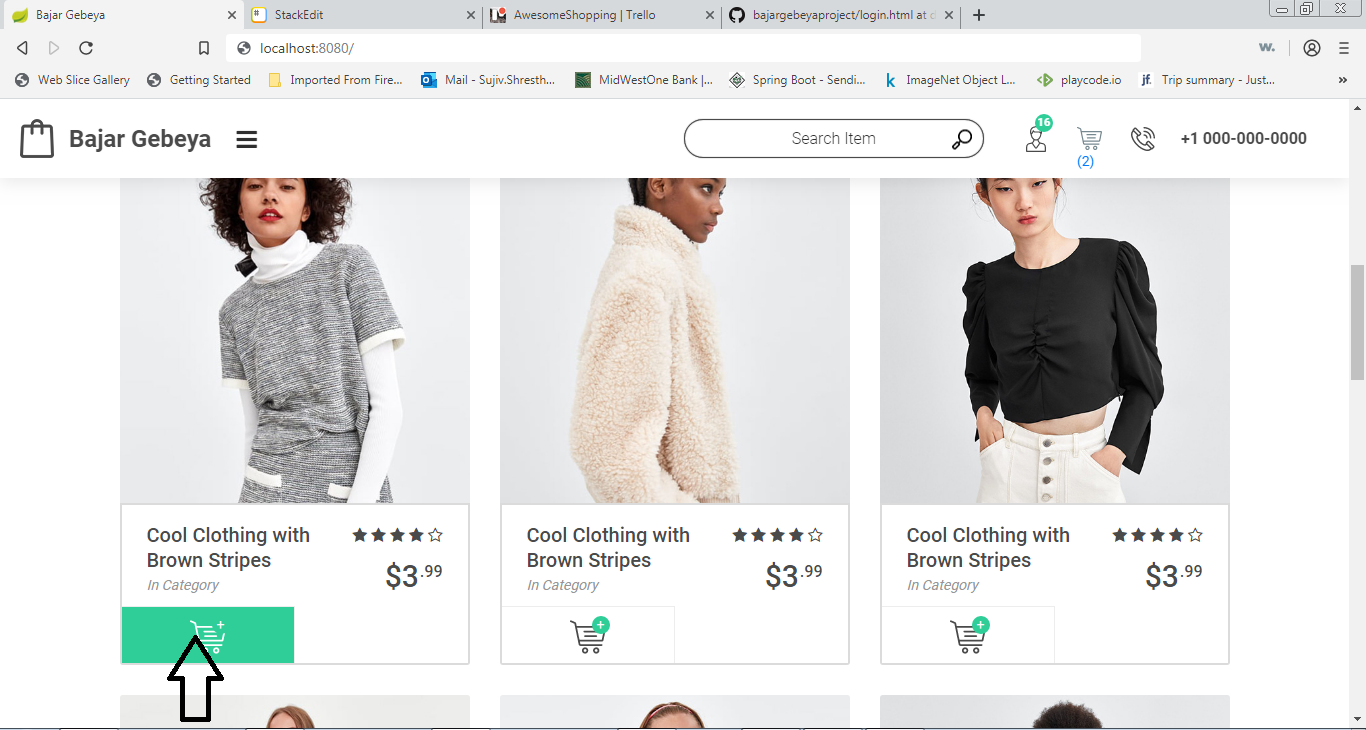 Bajar Gebeya
StackEdit
AwesomeShopping | Trello
bajargebeyaproject/login.html at d
localhost:8080/
w.
Web Slice Gallery
Getting Started
Imported From Fire...
Mail - Sujiv.Shresth...
MidWestOne Bank |...
Spring Boot - Sendi...
k
ImageNet Object L...
playcode.io
jf.
Trip summary - Just...
Bajar Gebeya
Search Item
16
(2)
+1 000-000-0000
Cool Clothing with
Brown Stripes
In Category
$3.99
Cool Clothing with
Brown Stripes
In Category
$3.99
Cool Clothing with
Brown Stripes
In Category
$3.99